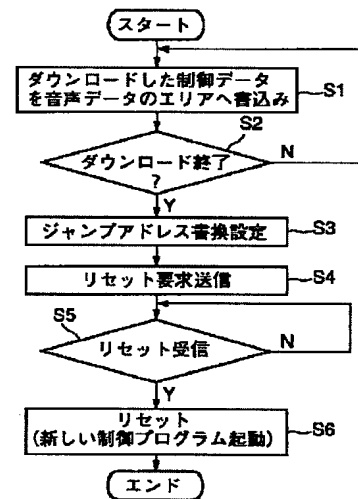 スタート
ダウンロードした制御データ
を音声データのエリアへ書込み
S1
S2
ダウンロード終了
?
N
Y
ジャンプアドレス書換設定
S3
リセット要求送信
S4
S5
リセット受信
N
Y
リセット
(新しい制御プログラム起動)
S6
エンド